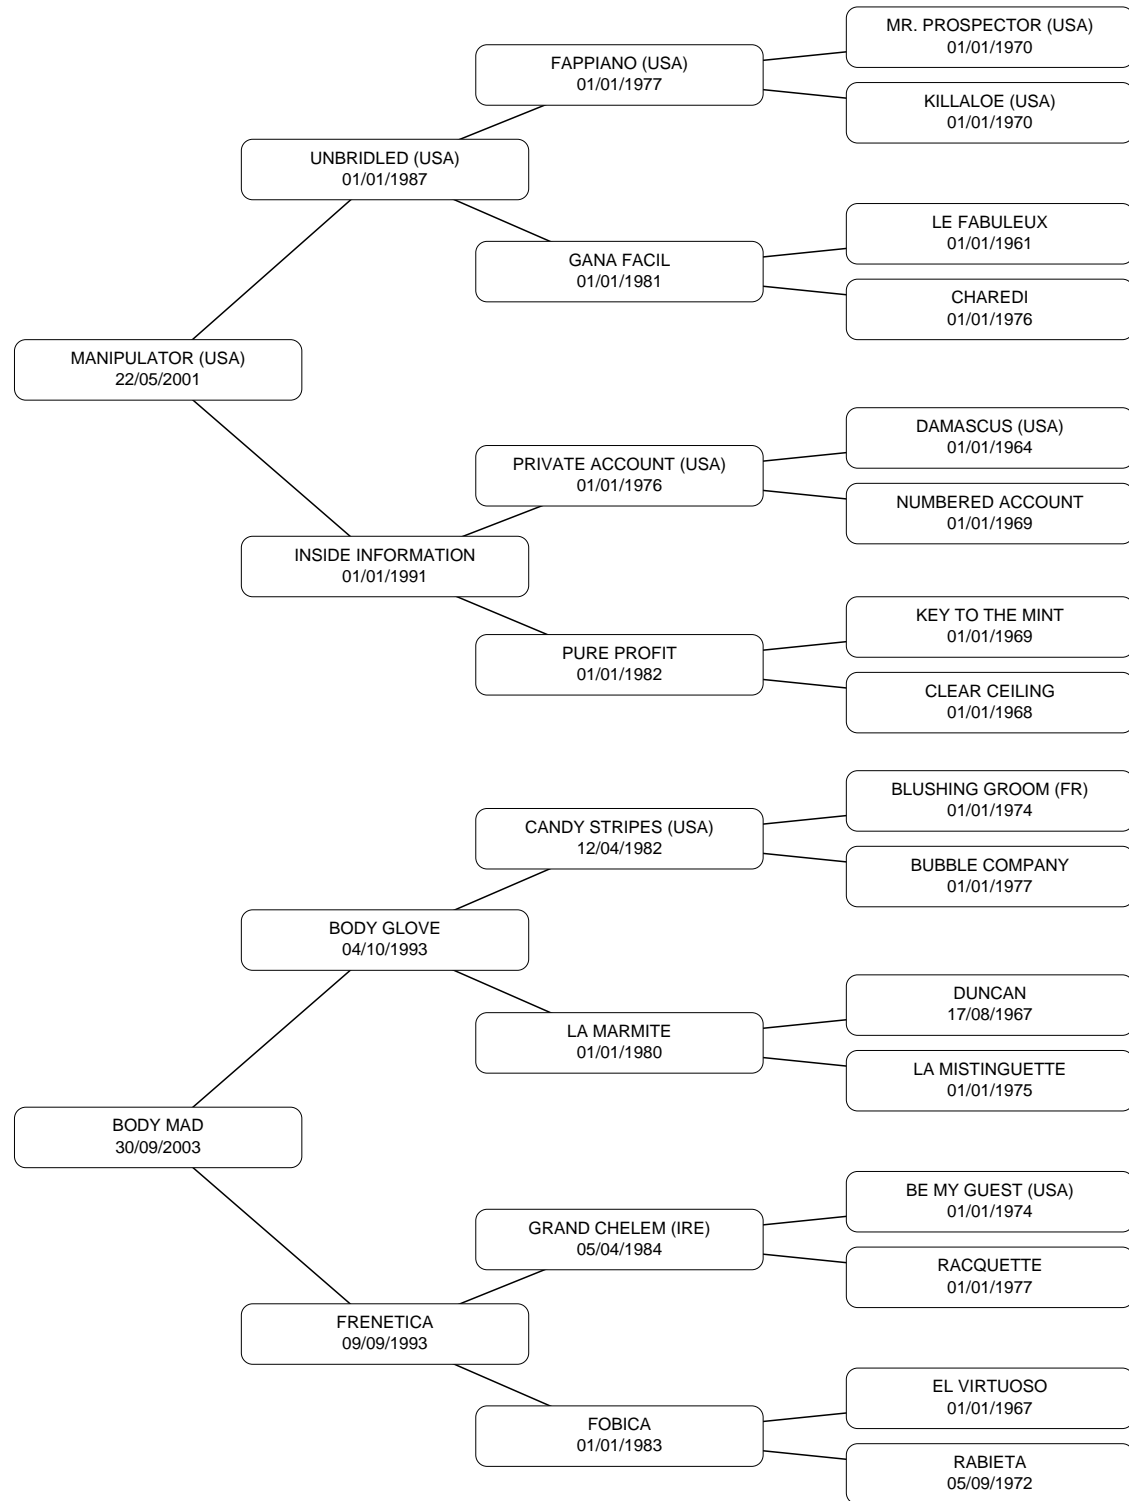 MR. PROSPECTOR (USA)
01/01/1970
FAPPIANO (USA)
01/01/1977
KILLALOE (USA)
01/01/1970
UNBRIDLED (USA)
01/01/1987
LE FABULEUX
01/01/1961
GANA FACIL
01/01/1981
CHAREDI
01/01/1976
MANIPULATOR (USA)
22/05/2001
DAMASCUS (USA)
01/01/1964
PRIVATE ACCOUNT (USA)
01/01/1976
NUMBERED ACCOUNT
01/01/1969
INSIDE INFORMATION
01/01/1991
KEY TO THE MINT
01/01/1969
PURE PROFIT
01/01/1982
CLEAR CEILING
01/01/1968
BLUSHING GROOM (FR)
01/01/1974
CANDY STRIPES (USA)
12/04/1982
BUBBLE COMPANY
01/01/1977
BODY GLOVE
04/10/1993
DUNCAN
17/08/1967
LA MARMITE
01/01/1980
LA MISTINGUETTE
01/01/1975
BODY MAD
30/09/2003
BE MY GUEST (USA)
01/01/1974
GRAND CHELEM (IRE)
05/04/1984
RACQUETTE
01/01/1977
FRENETICA
09/09/1993
EL VIRTUOSO
01/01/1967
FOBICA
01/01/1983
RABIETA
05/09/1972